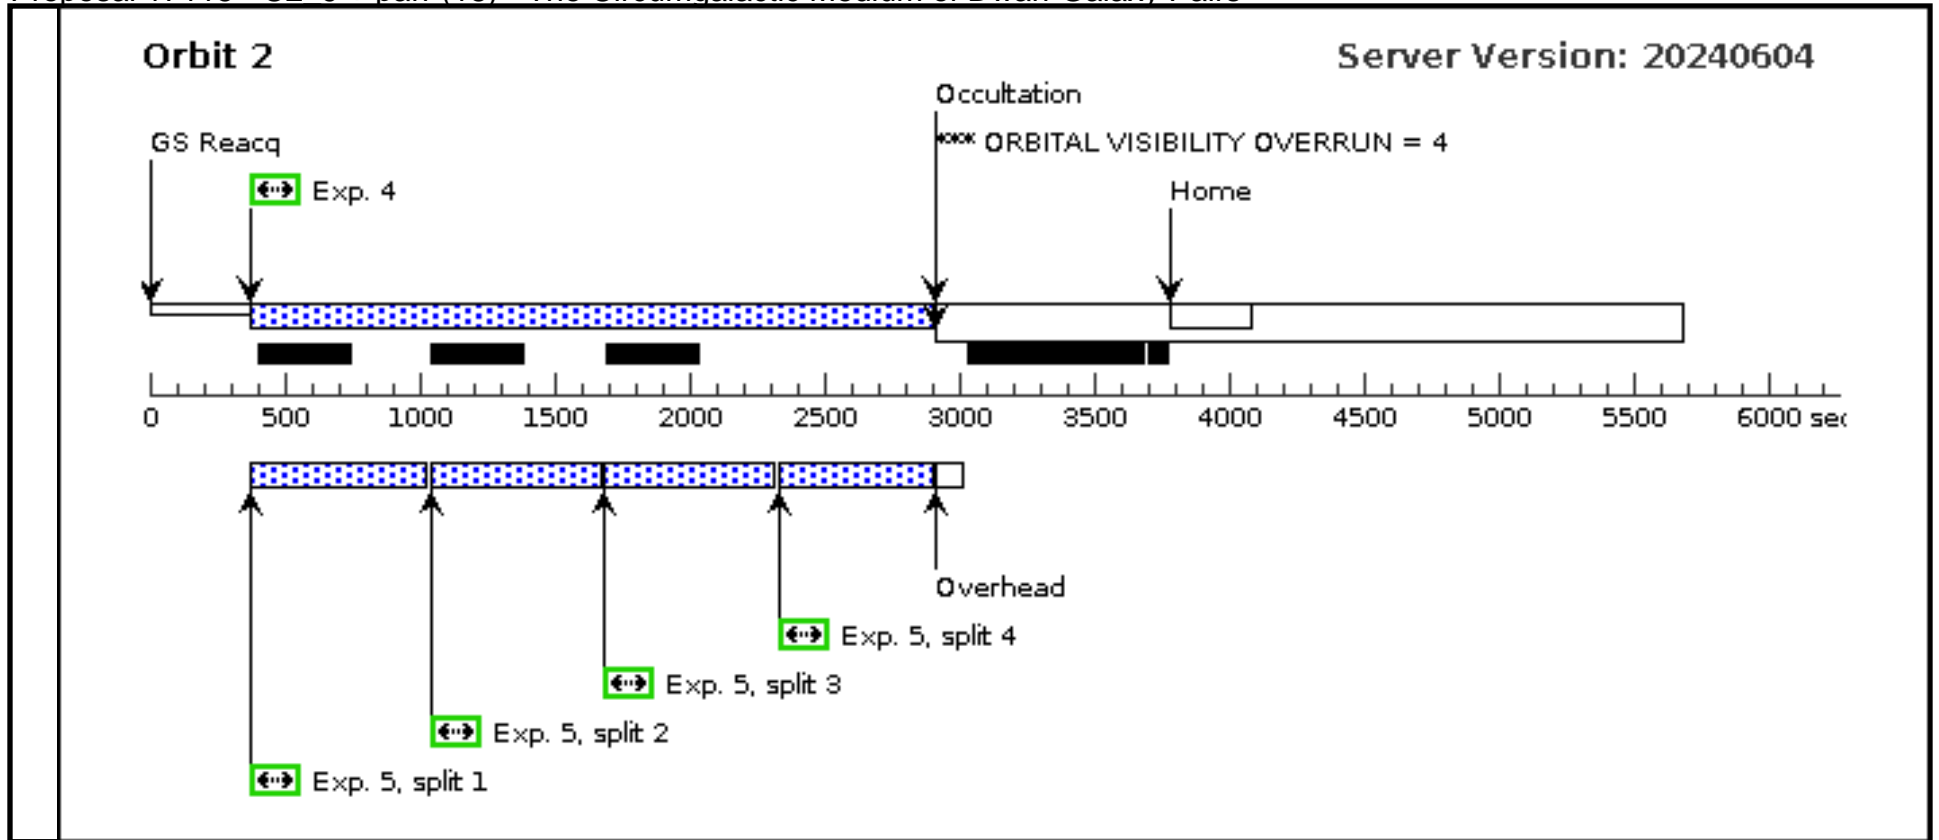 Orbit 2
Server Version: 20240604
Occultation
GS Reacq
*** ORBITAL VISIBILITY OVERRUN = 4
Exp. 4
Home
0 500 1000 1500 2000 2500 3000 3500 4000 4500 5000 5500 6000 sec
Overhead
Exp. 5, split 4
Exp. 5, split 3
Exp. 5, split 2
Exp. 5, split 1